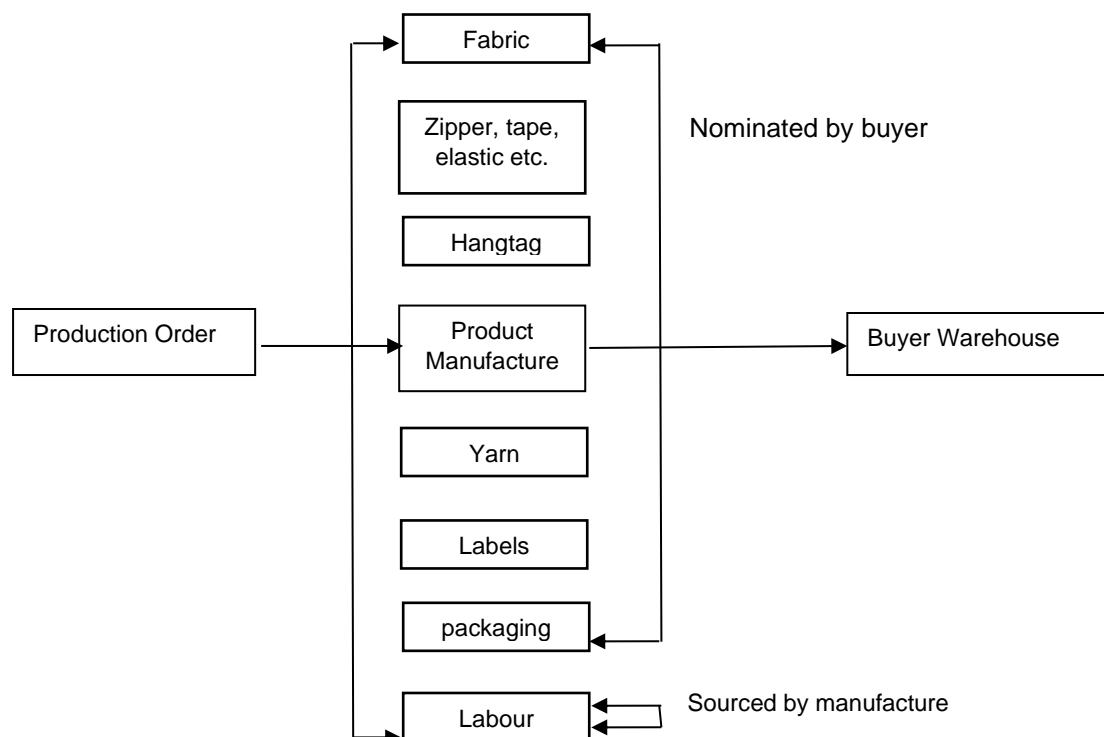 Fabric
Zipper, tape,
elastic etc.
Nominated by buyer
Hangtag
Production Order
Product
Manufacture
Buyer Warehouse
Yarn
Labels
packaging
Labour
Sourced by manufacture